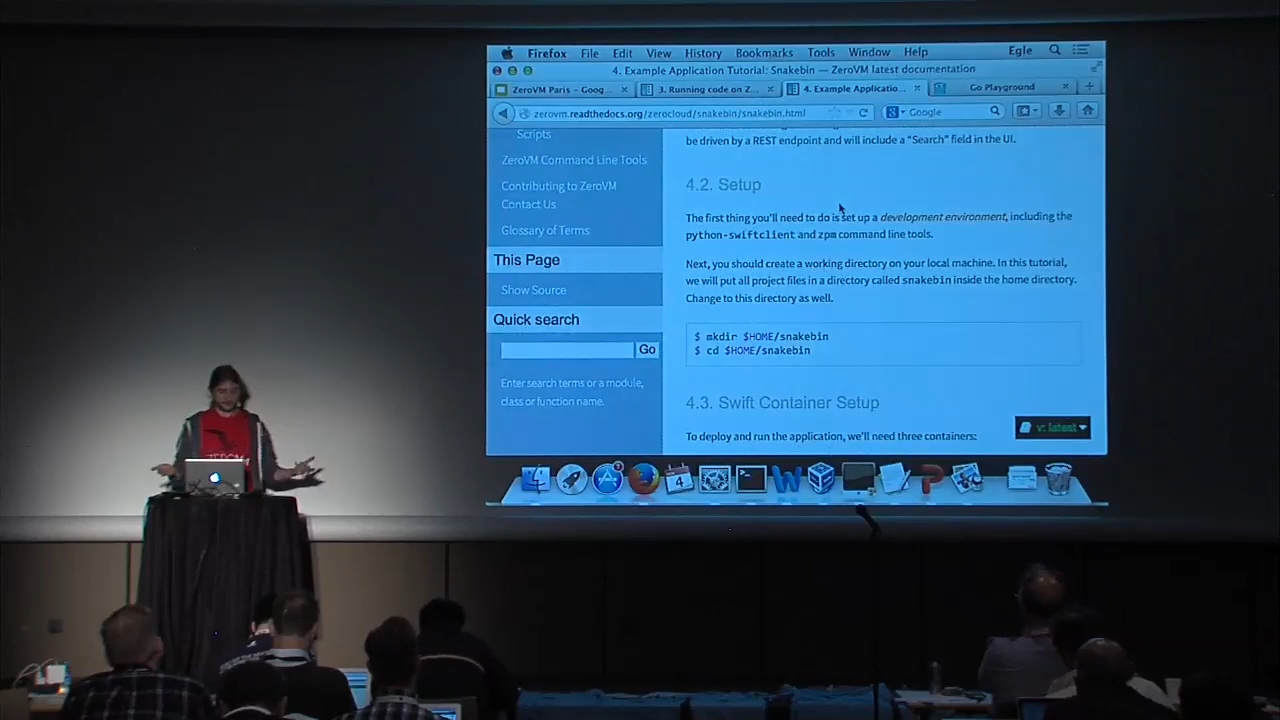 Firefox File Edit View History Bookmarks Tools Window Help Egle
4. Example Application Tutorial: Snakebin — ZeroVM latest documentation
ZeroVM Paris - Goog... 3. Running code on Z... 4. Example Applicatio... Go Playground
zerovm.readthedocs.org/zerocloud/snakebin/snakebin.html Google
Scripts
ZeroVM Command Line Tools
Contributing to ZeroVM
Contact Us
Glossary of Terms
This Page
Show Source
Quick search
Go
Enter search terms or a module,
class or function name.
be driven by a REST endpoint and will include a "Search" field in the UI.
4.2. Setup
The first thing you'll need to do is set up a development environment, including the
python-swiftclient and zpm command line tools.
Next, you should create a working directory on your local machine. In this tutorial,
we will put all project files in a directory called snakebin inside the home directory.
Change to this directory as well.
$ mkdir $HOME/snakebin
$ cd $HOME/snakebin
4.3. Swift Container Setup
To deploy and run the application, we'll need three containers:
v: latest
4